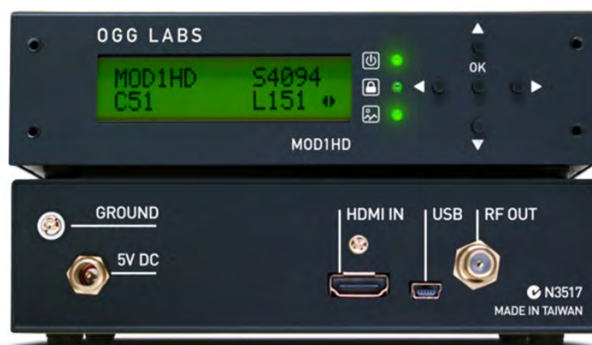 OGG LABS
MOD1HD S4094
C51 L151
OK
MOD1HD
GROUND
HDMI IN
USB
RF OUT
5V DC
N3517
MADE IN TAIWAN